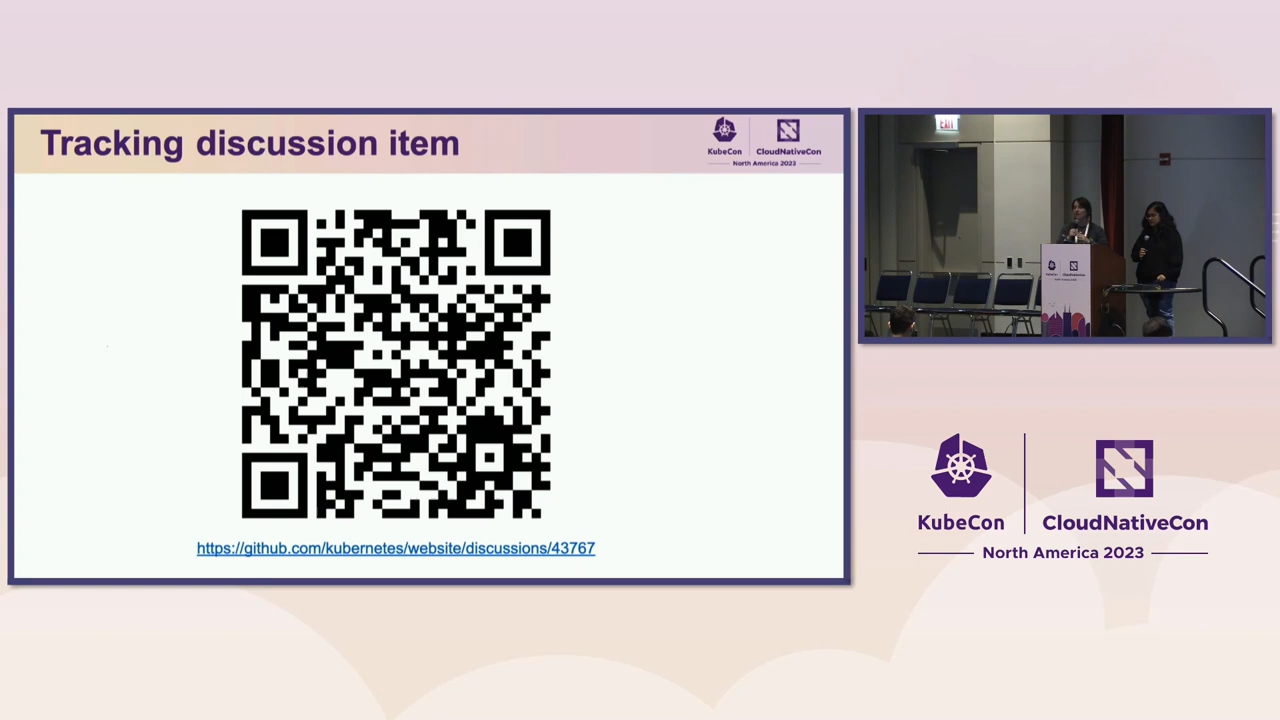 Tracking discussion item
KubeCon
CloudNativeCon
North America 2023
https://github.com/kubernetes/website/discussions/43767
EXIT
KubeCon
CloudNativeCon
North America 2023